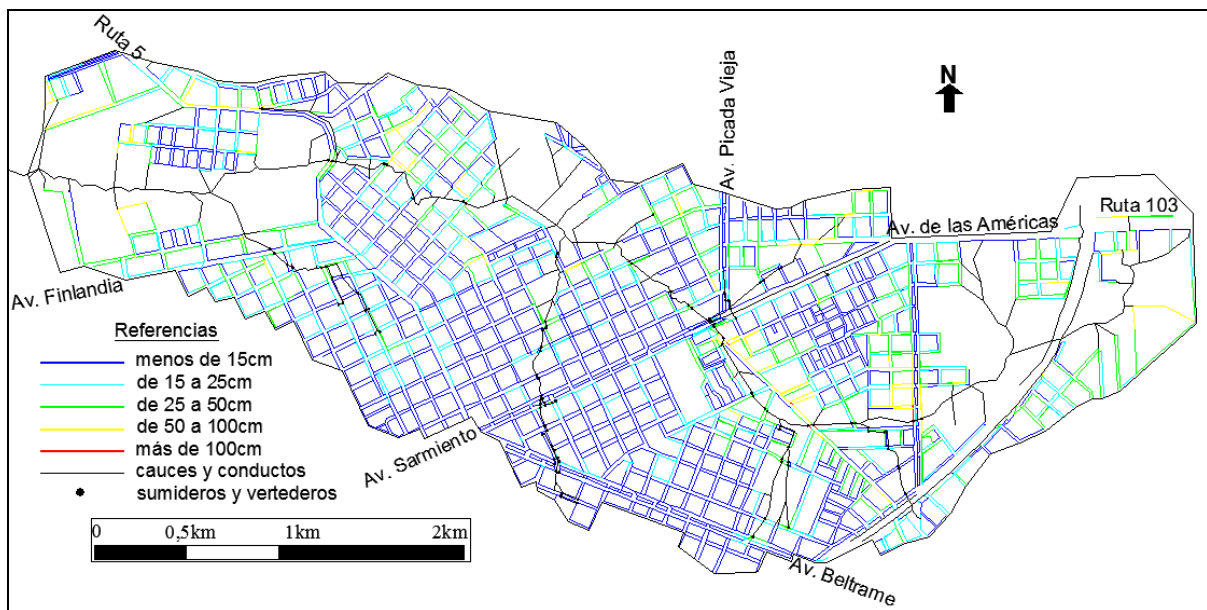 Ruta 5
Av. Picada Vieja
N
Ruta 103
Av. de las Américas
Av. Finlandia
Referencias
menos de 15cm
de 15 a 25cm
de 25 a 50cm
de 50 a 100cm
más de 100cm
cauces y conductos
sumideros y vertederos
Av. Sarmiento
0 0,5km 1km 2km
Av. Beltrame